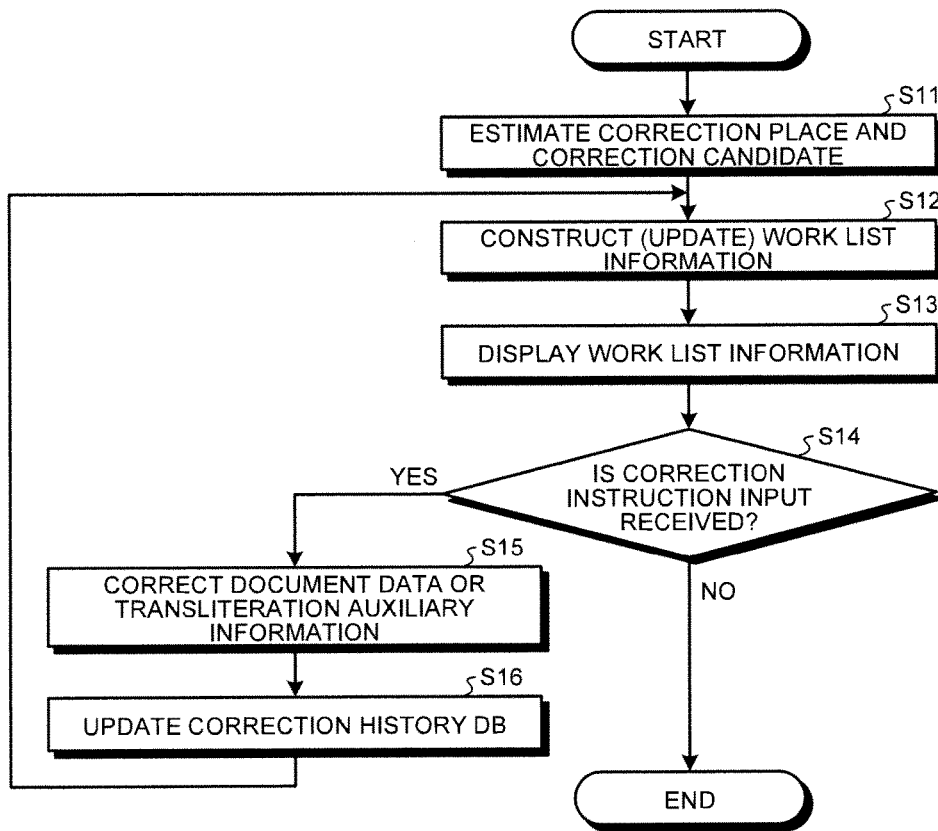 START
S11
ESTIMATE CORRECTION PLACE AND
CORRECTION CANDIDATE
S12
CONSTRUCT (UPDATE) WORK LIST
INFORMATION
S13
DISPLAY WORK LIST INFORMATION
S14
IS CORRECTION
INSTRUCTION INPUT
RECEIVED?
YES
NO
S15
CORRECT DOCUMENT DATA OR
TRANSLITERATION AUXILIARY
INFORMATION
S16
UPDATE CORRECTION HISTORY DB
END